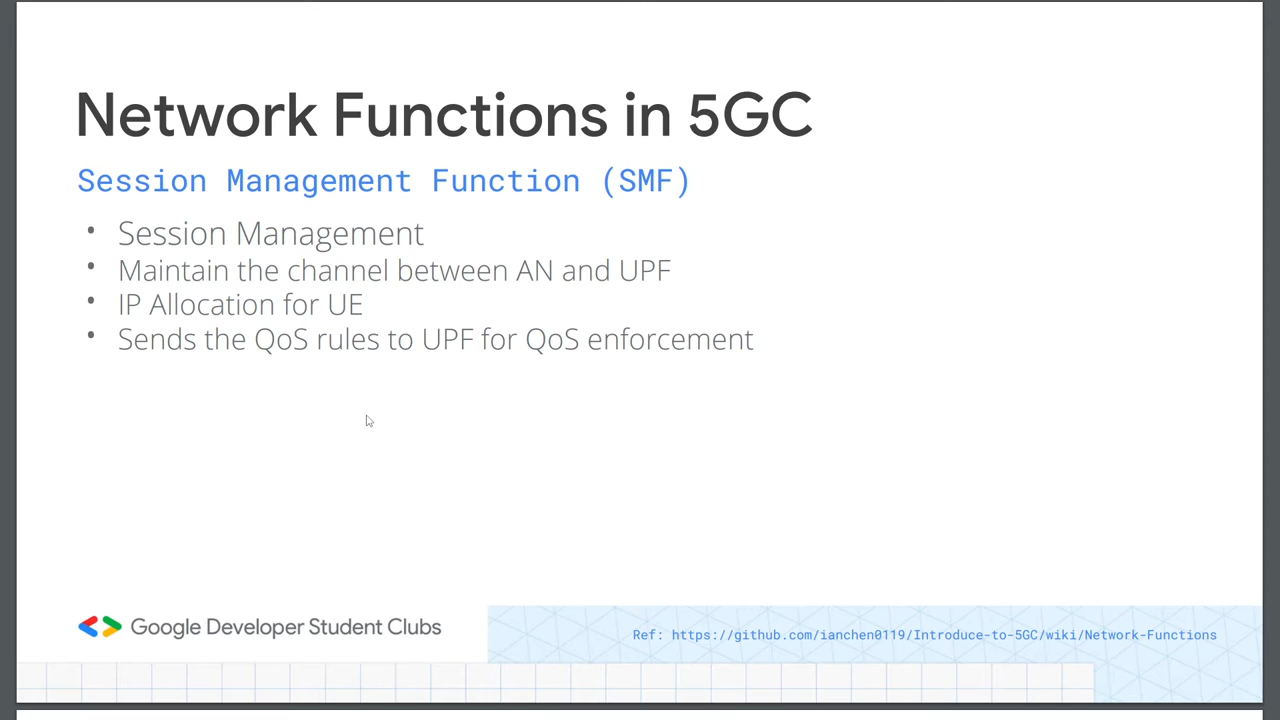 Network Functions in 5GC
Session Management Function (SMF)
• Session Management
• Maintain the channel between AN and UPF
• IP Allocation for UE
• Sends the QoS rules to UPF for QoS enforcement
Google Developer Student Clubs
Ref: https://github.com/ianchen0119/Introduce-to-5GC/wiki/Network-Functions